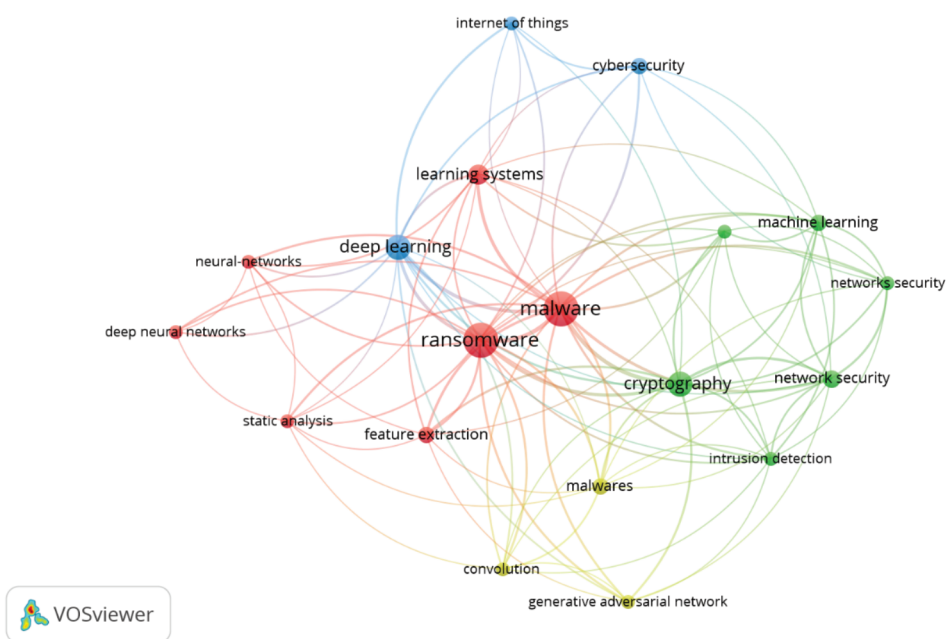 internet of things
cybersecurity
learning systems
machine learning
deep learning
neural-networks
networks security
malware
deep neural networks
ransomware
network security
cryptography
static analysis
feature extraction
intrusion detection
malwares
convolution
generative adversarial network
VOSviewer